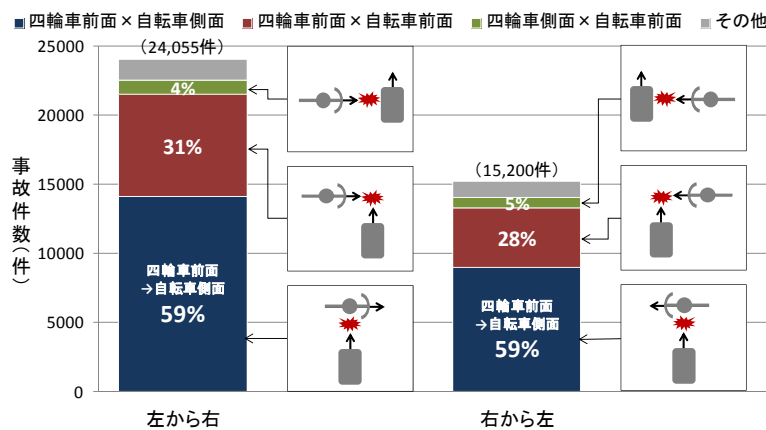 四輪車前面×自転車側面 四輪車前面×自転車前面 四輪車側面×自転車前面 その他
25000
20000
15000
10000
5000
0
事故件数(件)
(24,055件)
4%
31%
四輪車前面
→自転車側面
59%
左から右
(15,200件)
5%
28%
四輪車前面
→自転車側面
59%
右から左